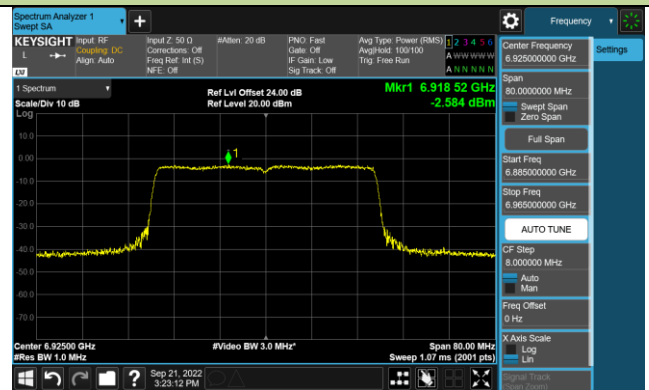 Spectrum Analyzer 1
Swept SA
Frequency
KEYSIGHT
L
Input: RF
Coupling: DC
Align: Auto
Input Z: 50 Ω
Corrections: Off
Freq Ref: Int (S)
NFE: Off
#Atten: 20 dB
PNO: Fast
Gate: Off
IF Gain: Low
Sig Track: Off
Avg Type: Power (RMS)
Avg|Hold: 100/100
Trig: Free Run
1 2 3 4 5 6
A W W W W W
A N N N N N
1 Spectrum
Scale/Div 10 dB
Log
Ref Lvl Offset 24.00 dB
Ref Level 20.00 dBm
Mkr1 6.918 52 GHz
-2.584 dBm
1
10.0
0.00
-10.0
-20.0
-30.0
-40.0
-50.0
-60.0
-70.0
Center 6.92500 GHz
#Res BW 1.0 MHz
#Video BW 3.0 MHz*
Span 80.00 MHz
Sweep 1.07 ms (2001 pts)
Sep 21, 2022
3:23:12 PM
Center Frequency
6.925000000 GHz
Settings
Span
80.0000000 MHz
Swept Span
Zero Span
Full Span
Start Freq
6.885000000 GHz
Stop Freq
6.965000000 GHz
AUTO TUNE
CF Step
8.000000 MHz
Auto
Man
Freq Offset
0 Hz
X Axis Scale
Log
Lin
Signal Track
(Span Zoom)